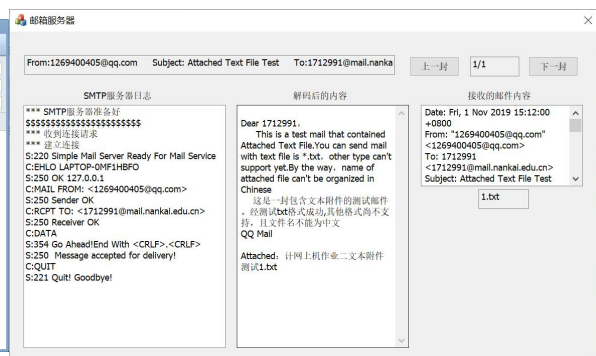 邮箱服务器
From:1269400405@qq.com Subject: Attached Text File Test To:1712991@mail.nanka
上一封
1/1
下一封
SMTP服务器日志
*** SMTP服务器准备好
$$$$$$$$$$$$$$$$$$$$$$$
*** 收到连接请求
*** 建立连接
S:220 Simple Mail Server Ready For Mail Service
C:EHLO LAPTOP-0MF1HBFO
S:250 OK 127.0.0.1
C:MAIL FROM: <1269400405@qq.com>
S:250 Sender OK
C:RCPT TO: <1712991@mail.nankai.edu.cn>
S:250 Receiver OK
C:DATA
S:354 Go Ahead!End With <CRLF>.<CRLF>
S:250 Message accepted for delivery!
C:QUIT
S:221 Quit! Goodbye!
解码后的内容
Dear 1712991，
This is a test mail that contained
Attached Text File.You can send mail
with text file is *.txt，other type can't
support yet.By the way，name of
attached file can't be organized in
Chinese
这是一封包含文本附件的测试邮件
，经测试txt格式成功,其他格式尚不支
持，且文件名不能为中文
QQ Mail
Attached：计网上机作业二文本附件
测试1.txt
接收的邮件内容
Date: Fri, 1 Nov 2019 15:12:00
+0800
From: "1269400405@qq.com"
<1269400405@qq.com>
To: 1712991
<1712991@mail.nankai.edu.cn>
Subject: Attached Text File Test
1.txt